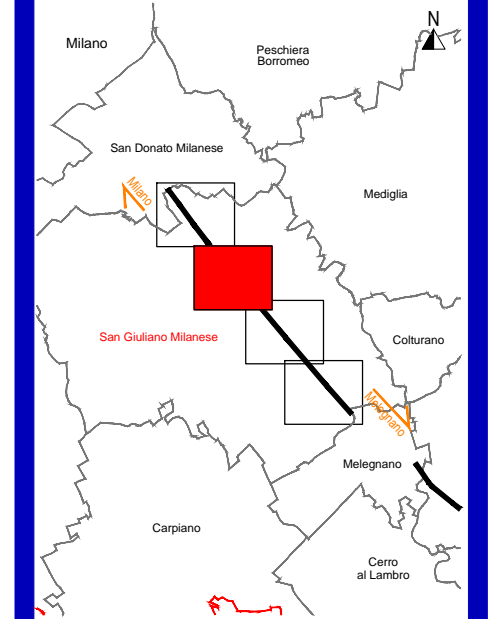 N
Milano
Peschiera
Borromeo
San Donato Milanese
Milano
Mediglia
San Giuliano Milanese
Colturano
Melegnano
Melegnano
Carpiano
Cerro
al Lambro